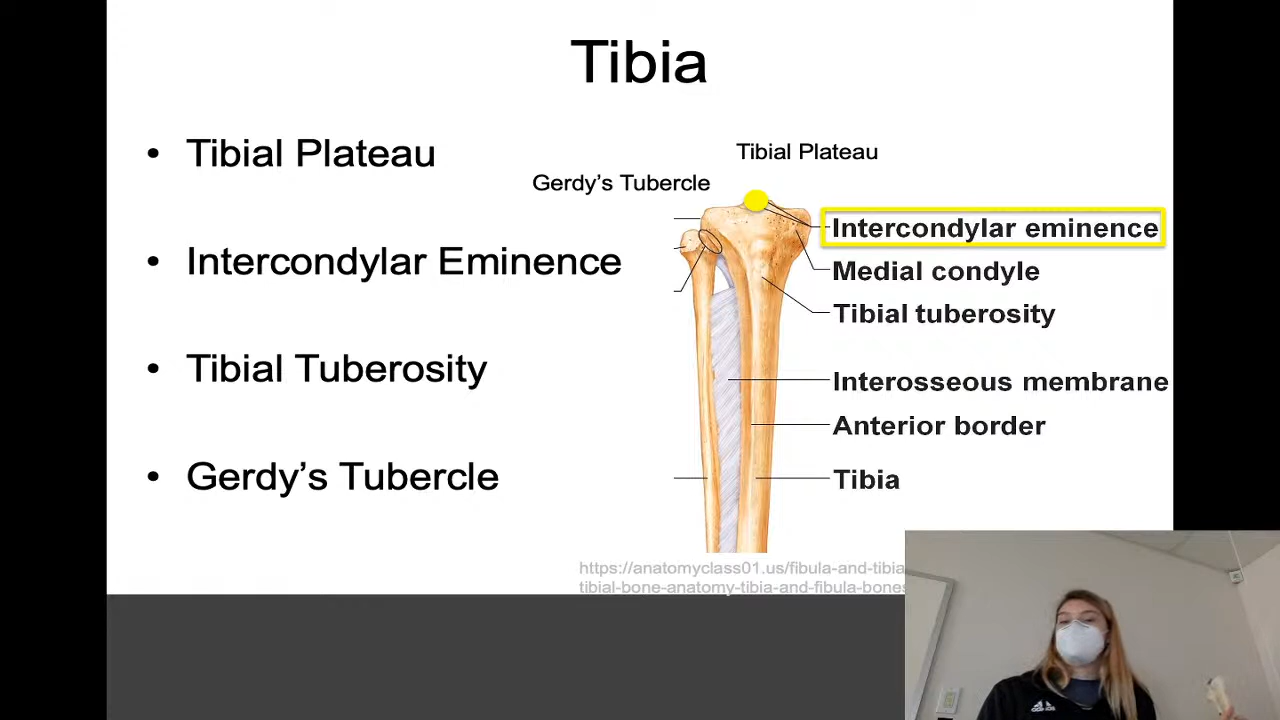 Tibia
• Tibial Plateau
• Intercondylar Eminence
• Tibial Tuberosity
• Gerdy's Tubercle
Tibial Plateau
Gerdy's Tubercle
Intercondylar eminence
Medial condyle
Tibial tuberosity
Interosseous membrane
Anterior border
Tibia
https://anatomyclass01.us/fibula-and-tibia
tibial-bone-anatomy-tibia-and-fibula-bones
adidas